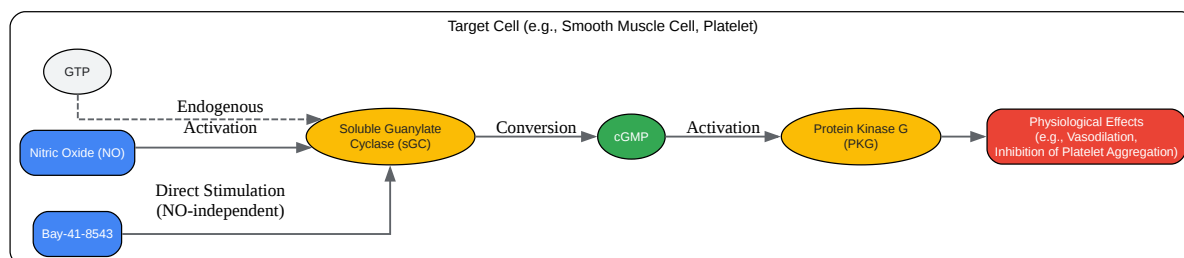 Target Cell (e.g., Smooth Muscle Cell, Platelet)
GTP
Endogenous
Activation
Nitric Oxide (NO)
Direct Stimulation
(NO-independent)
Bay-41-8543
Soluble Guanylate
Cyclase (sGC)
Conversion
cGMP
Activation
Protein Kinase G
(PKG)
Physiological Effects
(e.g., Vasodilation,
Inhibition of Platelet Aggregation)